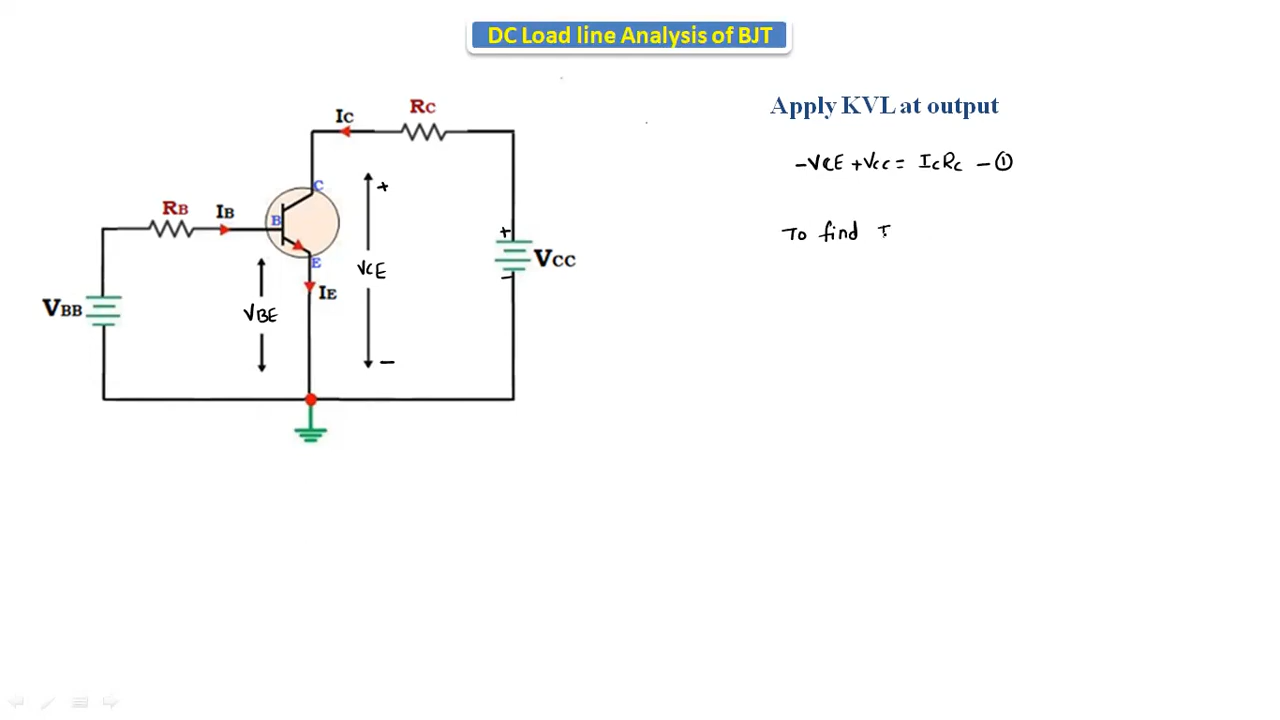 DC Load line Analysis of BJT
Apply KVL at output
-VCE +VCC = ICRC - ①
To find I
RC
IC
C
RB
IB
B
+
+
VCC
-
VCE
E
IE
VBE
VBB
-